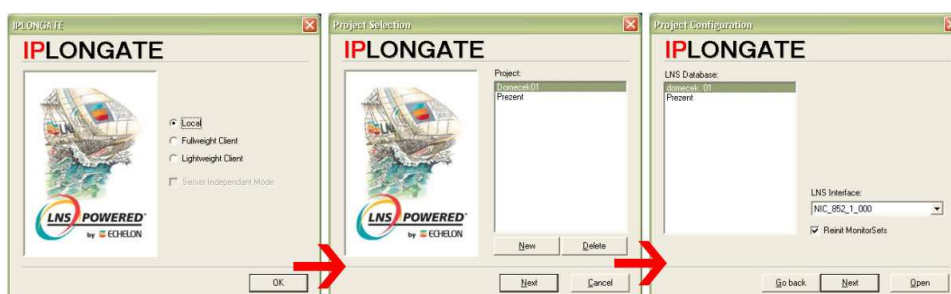 IPLONGATE
IPLONGATE
Local
Fullweight Client
Lightweight Client
Server Independant Mode
LNS POWERED
by ECHELON
OK
Project Selection
IPLONGATE
Project:
Domecek01
Prezent
LNS POWERED
by ECHELON
New
Delete
Next
Cancel
Project Configuration
IPLONGATE
LNS Database:
domecek_01
Prezent
LNS Interface:
NIC_852_1_000
Reinit MonitorSets
Go back
Next
Open